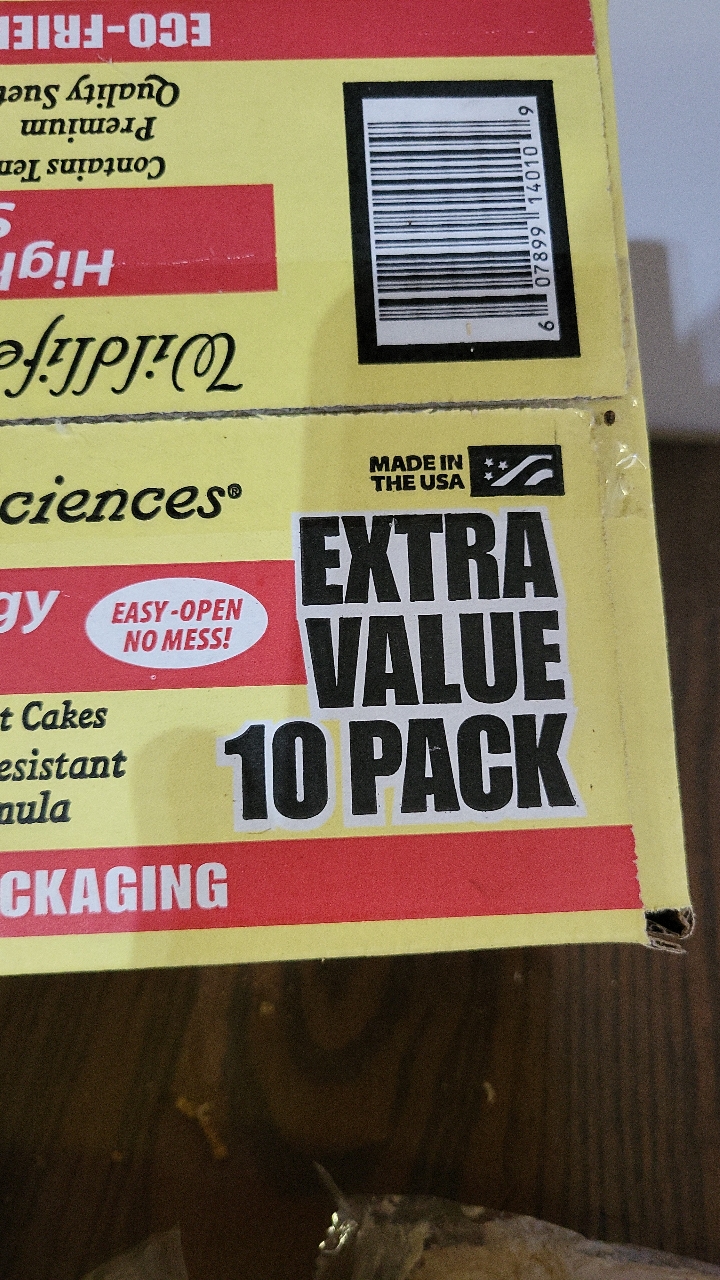 ECO-FRIE
Quality Suet
Premium
Contains Ten
S
High
Wildlife
6 07899 14010 9
ciences®
MADE IN
THE USA
EXTRA
VALUE
10 PACK
gy
EASY-OPEN
NO MESS!
t Cakes
esistant
mula
CKAGING